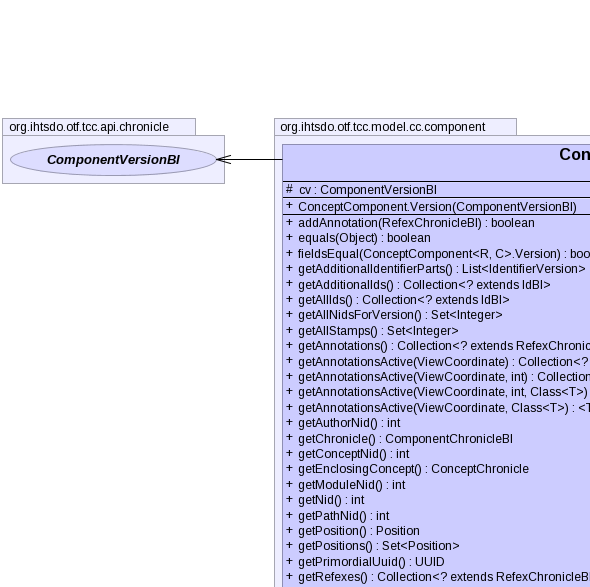 org.ihtsdo.otf.tcc.api.chronicle
ComponentVersionBI
org.ihtsdo.otf.tcc.model.cc.component
Con
# cv : ComponentVersionBI
+ ConceptComponent.Version(ComponentVersionBI)
+ addAnnotation(RefexChronicleBI) : boolean
+ equals(Object) : boolean
+ fieldsEqual(ConceptComponent<R, C>.Version) : boo
+ getAdditionalIdentifierParts() : List<IdentifierVersion>
+ getAdditionalIds() : Collection<? extends IdBI>
+ getAllIds() : Collection<? extends IdBI>
+ getAllNidsForVersion() : Set<Integer>
+ getAllStamps() : Set<Integer>
+ getAnnotations() : Collection<? extends RefexChronic
+ getAnnotationsActive(ViewCoordinate) : Collection<?
+ getAnnotationsActive(ViewCoordinate, int) : Collection
+ getAnnotationsActive(ViewCoordinate, int, Class<T>)
+ getAnnotationsActive(ViewCoordinate, Class<T>) : <T
+ getAuthorNid() : int
+ getChronicle() : ComponentChronicleBI
+ getConceptNid() : int
+ getEnclosingConcept() : ConceptChronicle
+ getModuleNid() : int
+ getNid() : int
+ getPathNid() : int
+ getPosition() : Position
+ getPositions() : Set<Position>
+ getPrimordialUuid() : UUID
+ getRefexes() : Collection<? extends RefexChronicleB